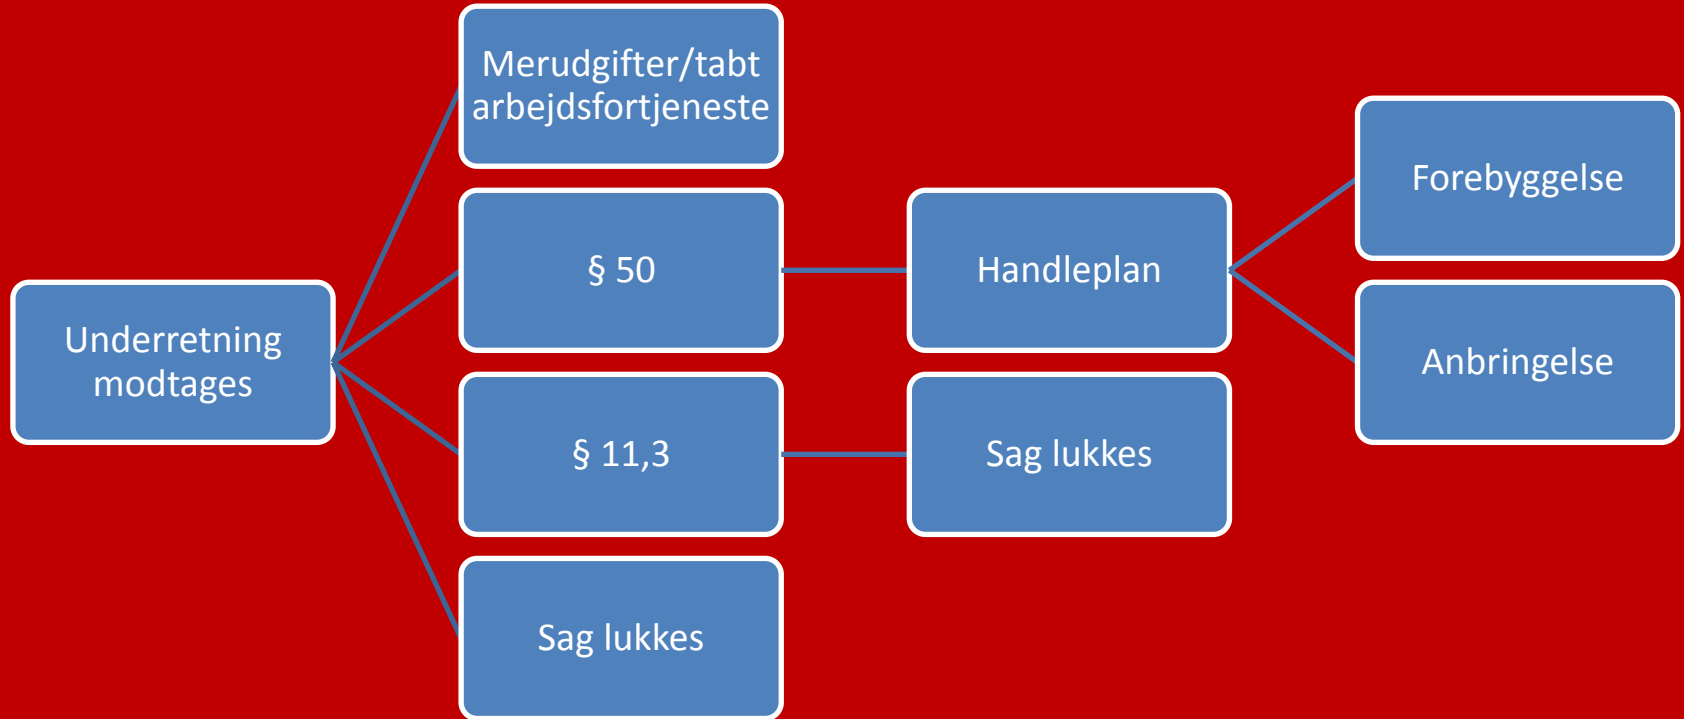 Underretning
modtages
Merudgifter/tabt
arbejdsfortjeneste
§ 50
§ 11,3
Sag lukkes
Handleplan
Sag lukkes
Forebyggelse
Anbringelse